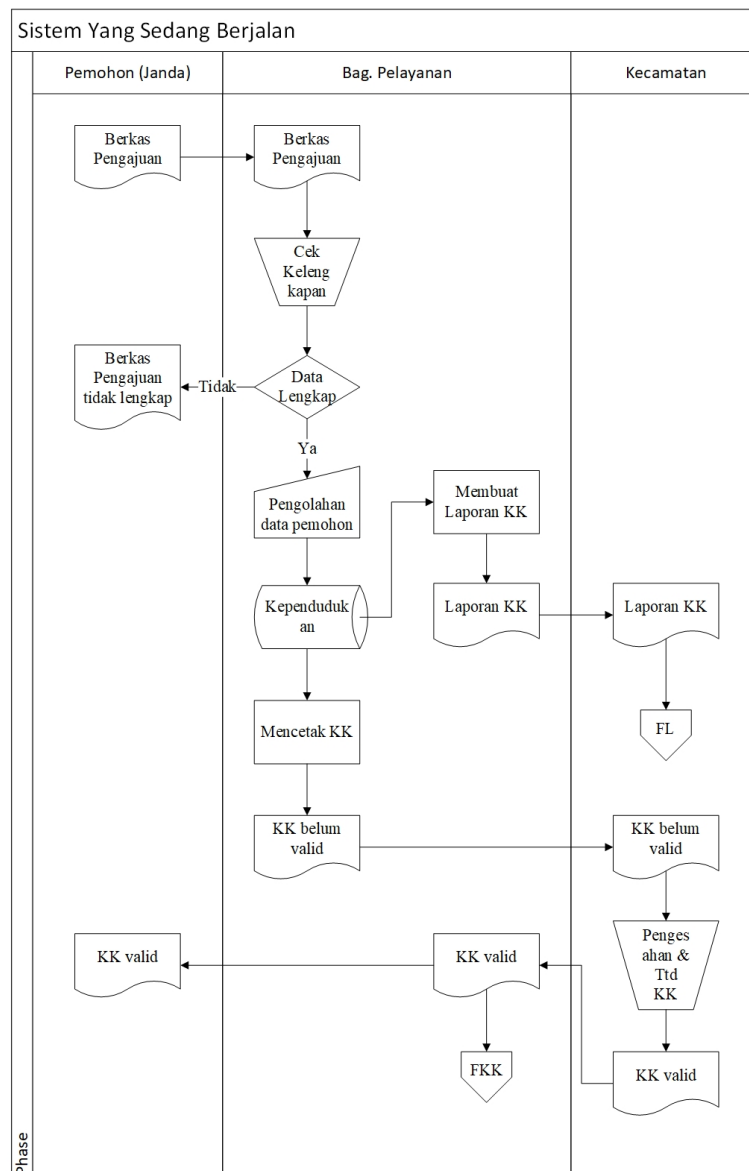 Sistem Yang Sedang Berjalan
Pemohon (Janda)
Bag. Pelayanan
Kecamatan
Berkas
Pengajuan
Berkas
Pengajuan
Cek
Keleng
kapan
Berkas
Pengajuan
tidak lengkap
Tidak
Data
Lengkap
Ya
Pengolahan
data pemohon
Membuat
Laporan KK
Kependuduk
an
Laporan KK
Laporan KK
FL
Mencetak KK
KK belum
valid
KK belum
valid
Penges
ahan &
Ttd
KK
KK valid
KK valid
FKK
KK valid
Phase